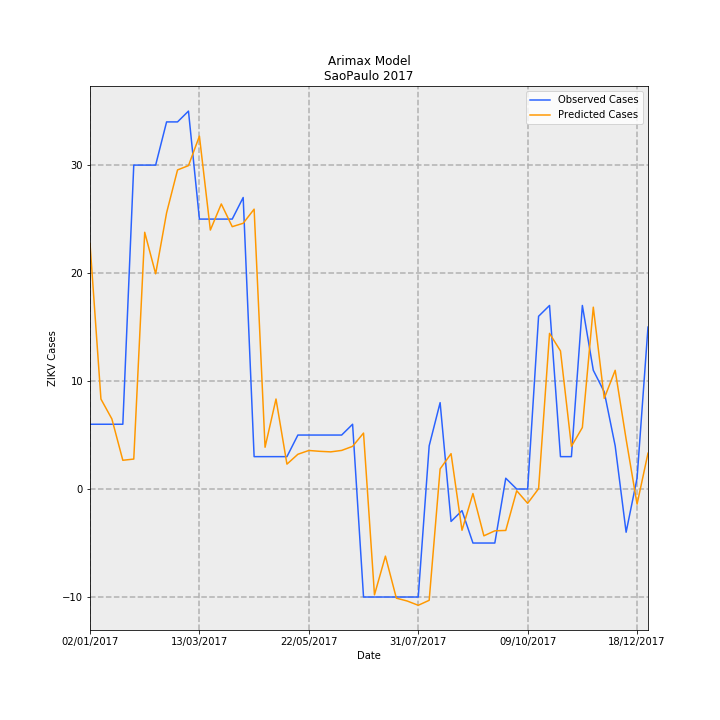 Arimax Model
SaoPaulo 2017
Observed Cases
Predicted Cases
ZIKV Cases
30
20
10
0
−10
02/01/2017
13/03/2017
22/05/2017
31/07/2017
09/10/2017
18/12/2017
Date